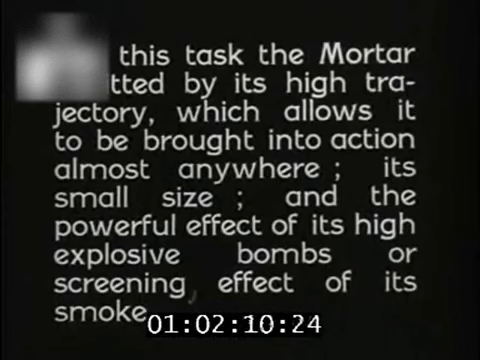 this task the Mortar
by its high tra-
jectory, which allows it
to be brought into action
almost anywhere ; its
small size ; and the
powerful effect of its high
explosive bombs or
screening effect of its
smoke
01:02:10:24